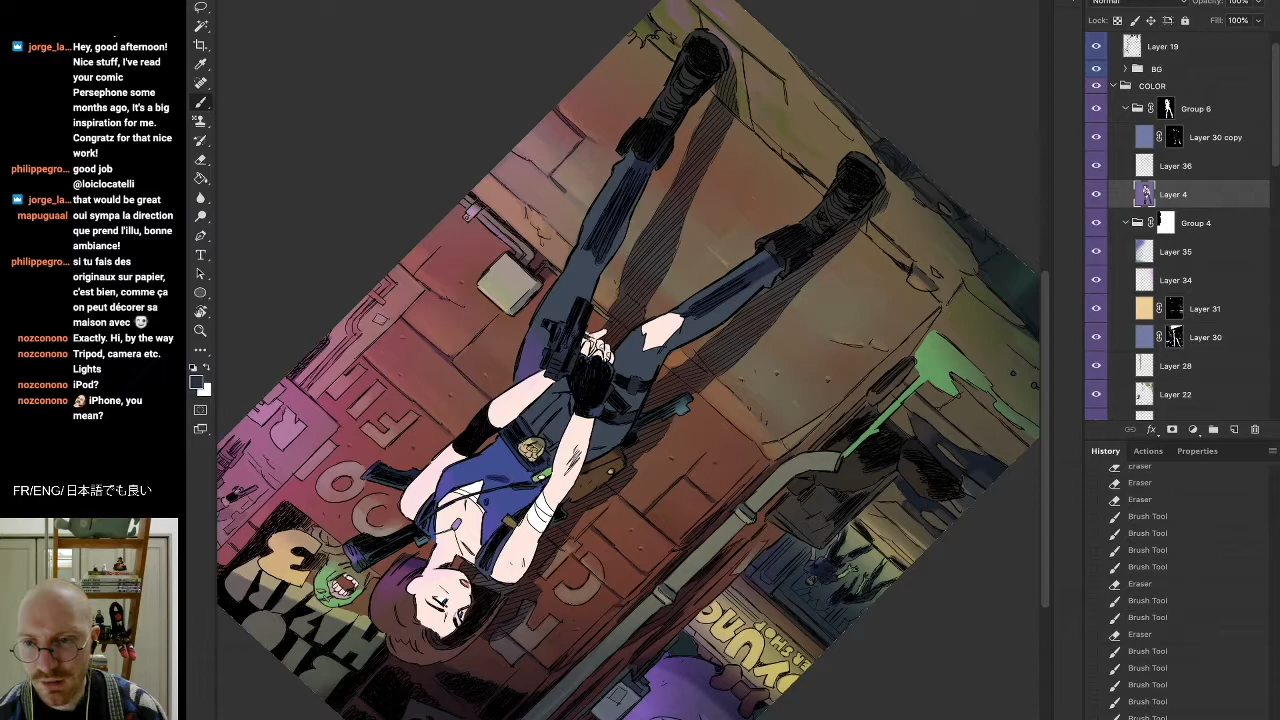 jorge_la... Hey, good afternoon!
Nice stuff, I've read
your comic
Persephone some
months ago, It's a big
inspiration for me.
Congratz for that nice
work!
philippegro... good job
@loiclocatelli
jorge_la... that would be great
mapuguaal oui sympa la direction
que prend l'illu, bonne
ambiance!
philippegro... si tu fais des
originaux sur papier,
c'est bien, comme ça
on peut décorer sa
maison avec
nozconono Exactly. Hi, by the way
nozconono Tripod, camera etc.
Lights
nozconono iPod?
nozconono iPhone, you
mean?
FR/ENG/日本語でも良い
Normal Opacity: 100%
Lock: Fill: 100%
Layer 19
BG
COLOR
Group 6
Layer 30 copy
Layer 36
Layer 4
Group 4
Layer 35
Layer 34
Layer 31
Layer 30
Layer 28
Layer 22
fx
History Actions Properties
Eraser
Eraser
Eraser
Brush Tool
Brush Tool
Brush Tool
Brush Tool
Eraser
Brush Tool
Brush Tool
Eraser
Brush Tool
Brush Tool
Brush Tool
Brush Tool